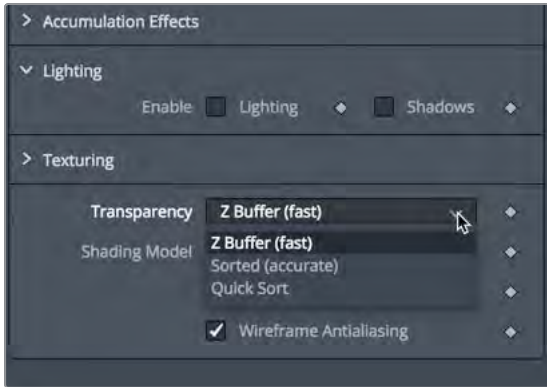 Accumulation Effects
Lighting
Enable Lighting Shadows
Texturing
Transparency Z Buffer (fast)
Shading Model Z Buffer (fast)
Sorted (accurate)
Quick Sort
Wireframe Antialiasing